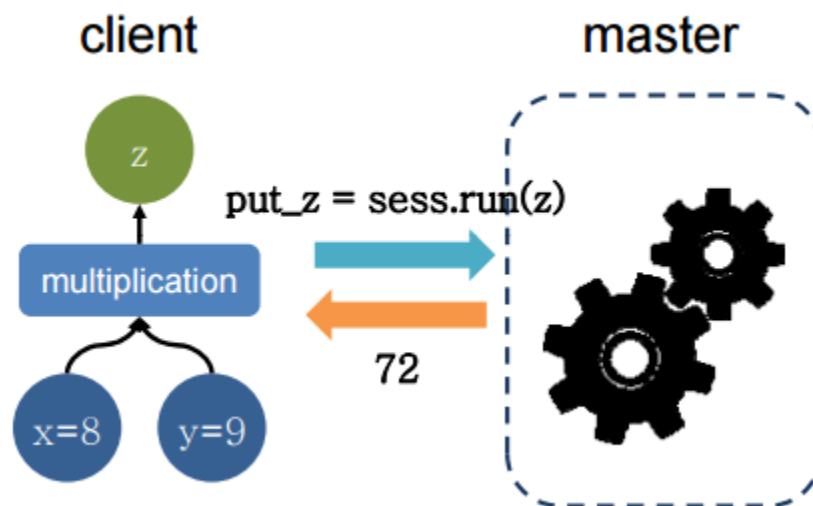 client
master
z
put_z = sess.run(z)
multiplication
72
x=8
y=9